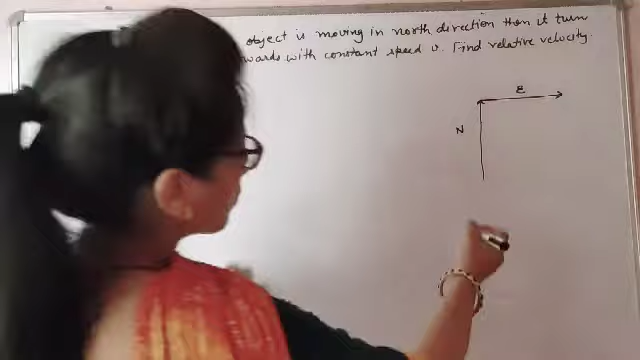 object is moving in north direction then it turn
wards with constant speed v. Find relative velocity.
E
N